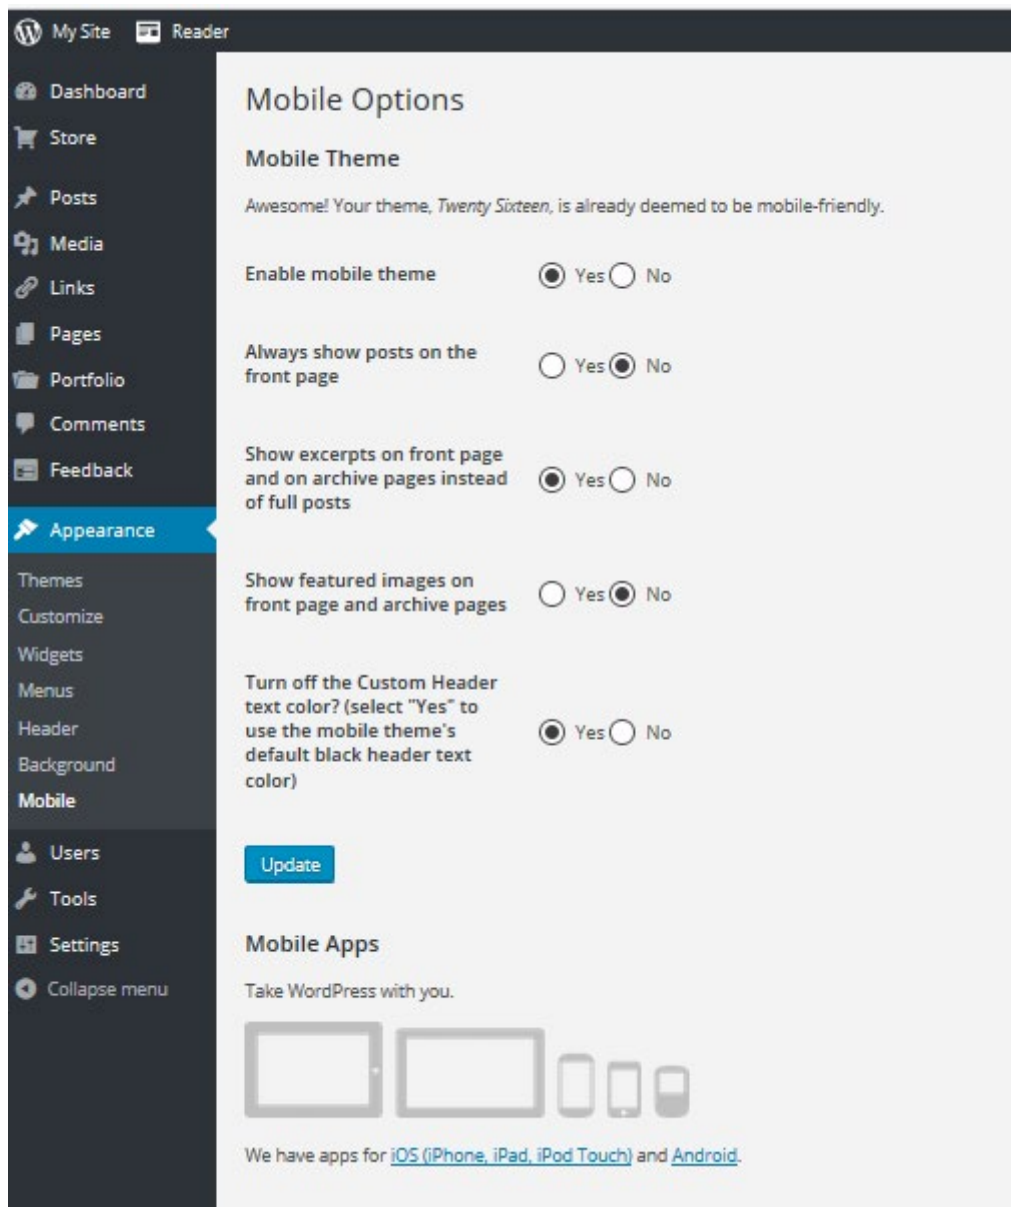 My Site
Reader
Dashboard
Store
Posts
Media
Links
Pages
Portfolio
Comments
Feedback
Appearance
Themes
Customize
Widgets
Menus
Header
Background
Mobile
Users
Tools
Settings
Collapse menu
Mobile Options
Mobile Theme
Awesome! Your theme, Twenty Sixteen, is already deemed to be mobile-friendly.
Enable mobile theme
Yes No
Always show posts on the
front page
Yes No
Show excerpts on front page
and on archive pages instead
of full posts
Yes No
Show featured images on
front page and archive pages
Yes No
Turn off the Custom Header
text color? (select "Yes" to
use the mobile theme's
default black header text
color)
Yes No
Update
Mobile Apps
Take WordPress with you.
We have apps for iOS (iPhone, iPad, iPod Touch) and Android.